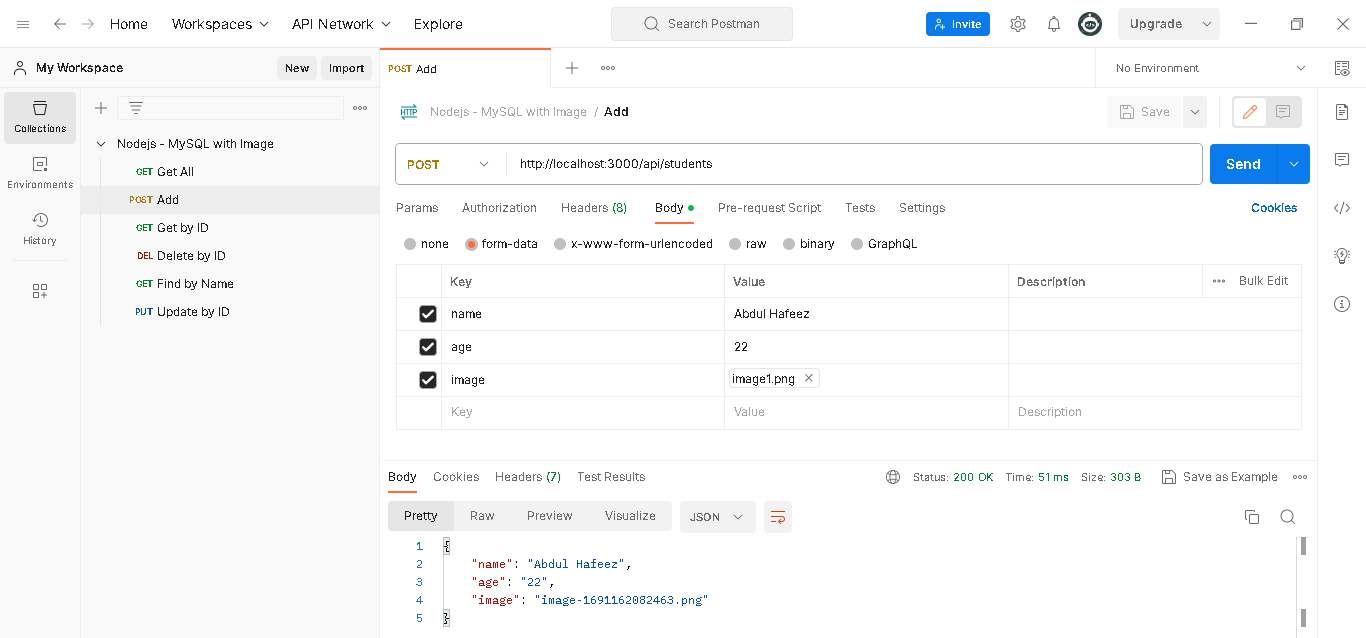 Home Workspaces API Network Explore Search Postman Invite Upgrade
My Workspace New Import POST Add No Environment
Collections
Environments
History
Nodejs - MySQL with Image
GET Get All
POST Add
GET Get by ID
DEL Delete by ID
GET Find by Name
PUT Update by ID
HTTP Nodejs - MySQL with Image / Add Save
POST http://localhost:3000/api/students Send
Params Authorization Headers (8) Body Pre-request Script Tests Settings Cookies
none form-data x-www-form-urlencoded raw binary GraphQL
Key Value Description Bulk Edit
name Abdul Hafeez
age 22
image image1.png
Key Value Description
Body Cookies Headers (7) Test Results Status: 200 OK Time: 51 ms Size: 303 B Save as Example
Pretty Raw Preview Visualize JSON
1 {
2 "name": "Abdul Hafeez",
3 "age": "22",
4 "image": "image-1691162082463.png"
5 }